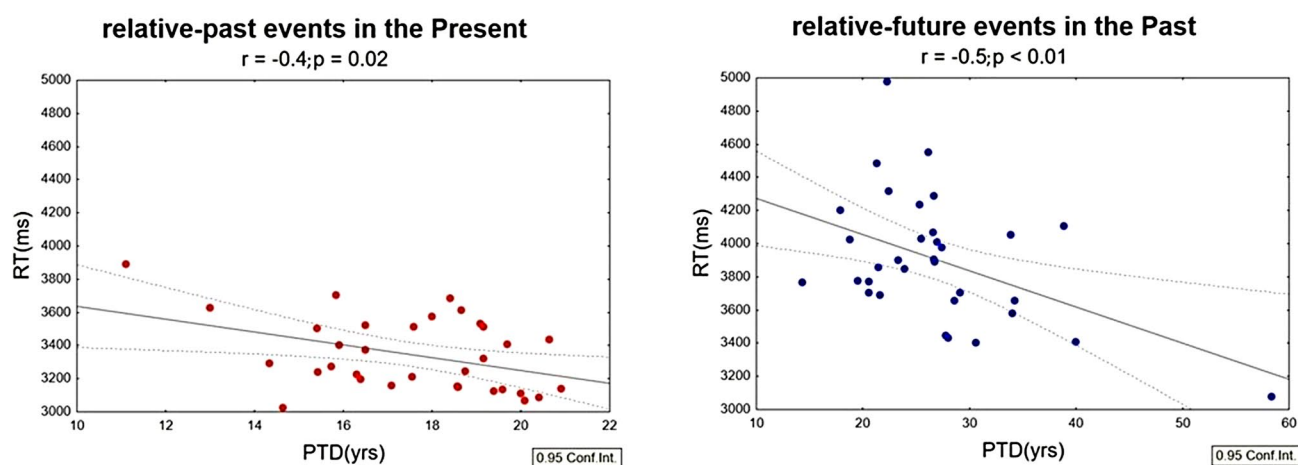 relative-past events in the Present
r = -0.4;p = 0.02
5000
4800
4600
4400
4200
4000
3800
3600
3400
3200
3000
RT(ms)
10 12 14 16 18 20 22
PTD(yrs)
0.95 Conf.Int.
relative-future events in the Past
r = -0.5;p < 0.01
5000
4800
4600
4400
4200
4000
3800
3600
3400
3200
3000
RT(ms)
10 20 30 40 50 60
PTD(yrs)
0.95 Conf.Int.